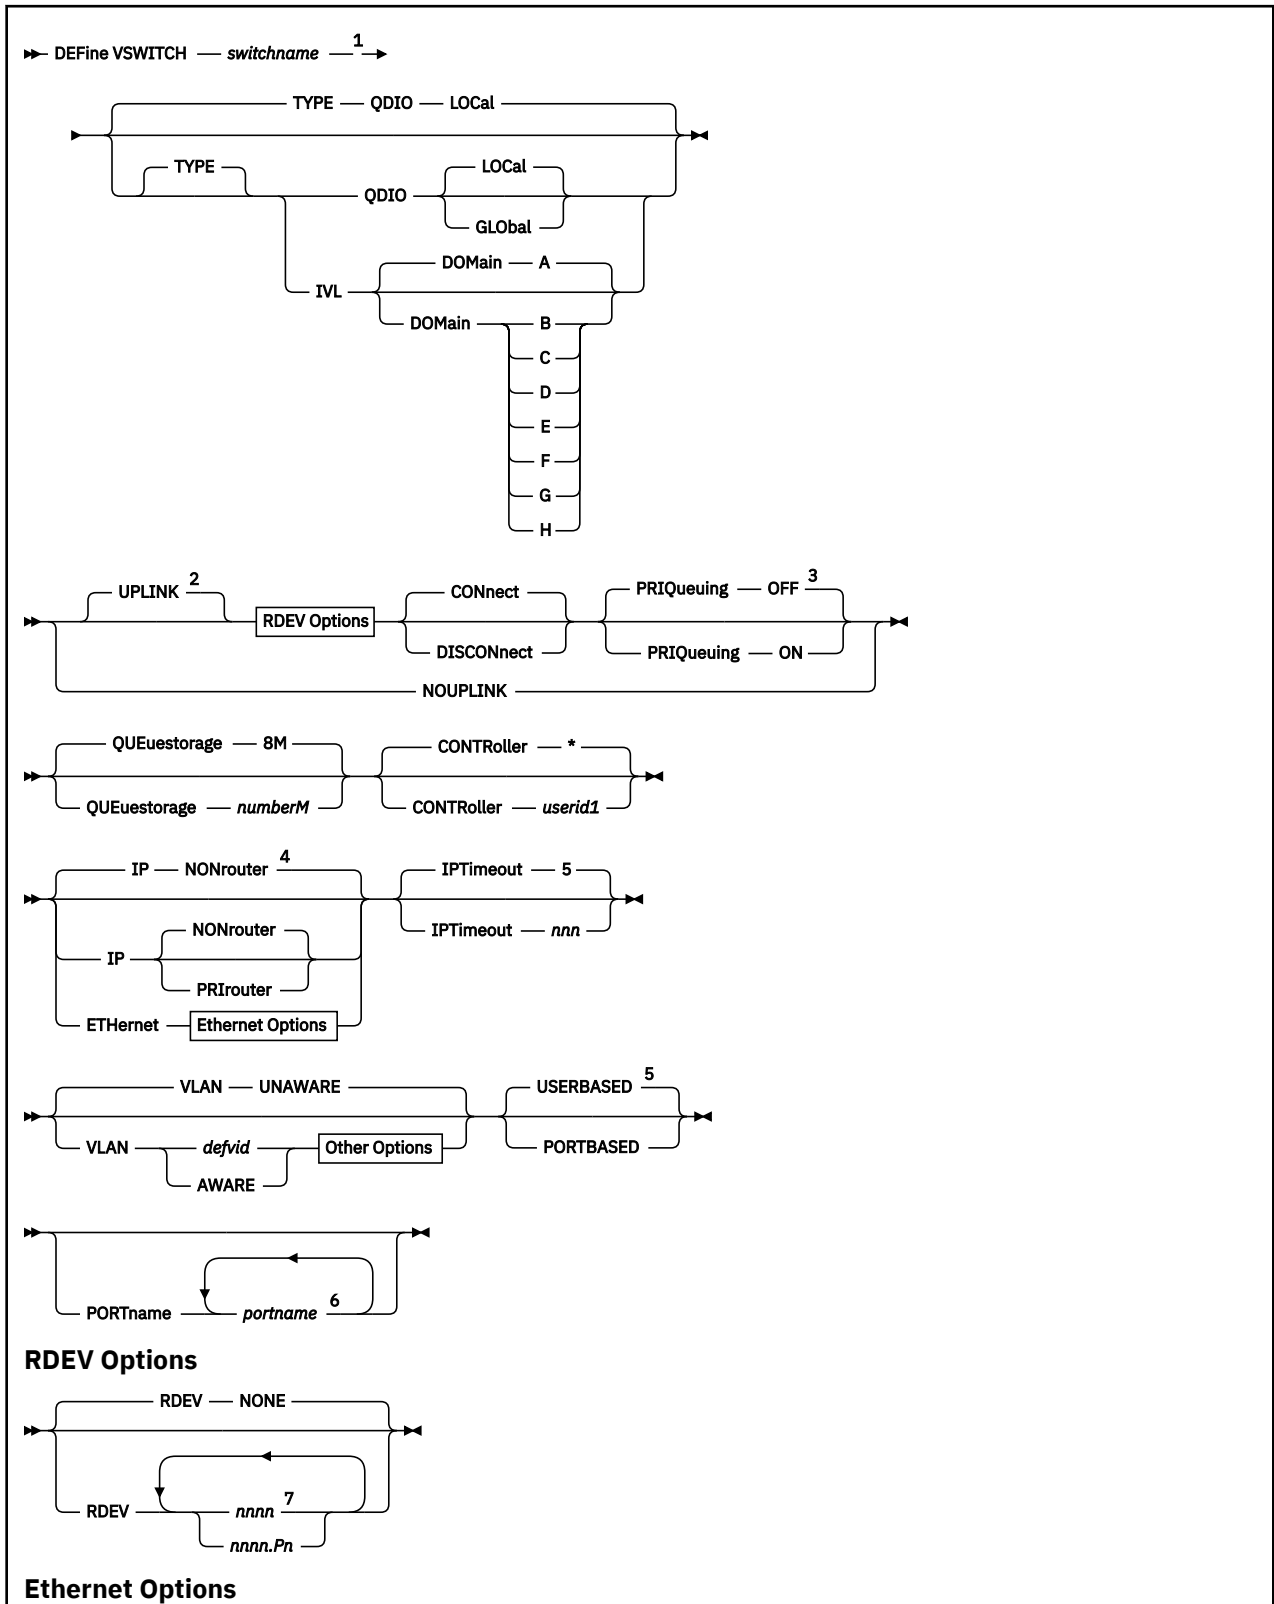 DEFine VSWITCH switchname 1
TYPE QDIO LOCal
TYPE LOCal
QDIO
GLObal
DOMain A
IVL
DOMain B
C
D
E
F
G
H
UPLINK 2 CONnect PRIQueuing OFF 3
RDEV Options
DISCONnect PRIQueuing ON
NOUPLINK
QUEuestorage 8M CONTRoller *
QUEuestorage numberM CONTRoller userid1
IP NONrouter 4 IPTimeout 5
NONrouter IPTimeout nnn
IP
PRIrouter
ETHernet Ethernet Options
VLAN UNAWARE USERBASED 5
VLAN defvid Other Options PORTBASED
AWARE
PORTname portname 6
RDEV Options
RDEV NONE
RDEV nnnn 7
nnnn.Pn
Ethernet Options